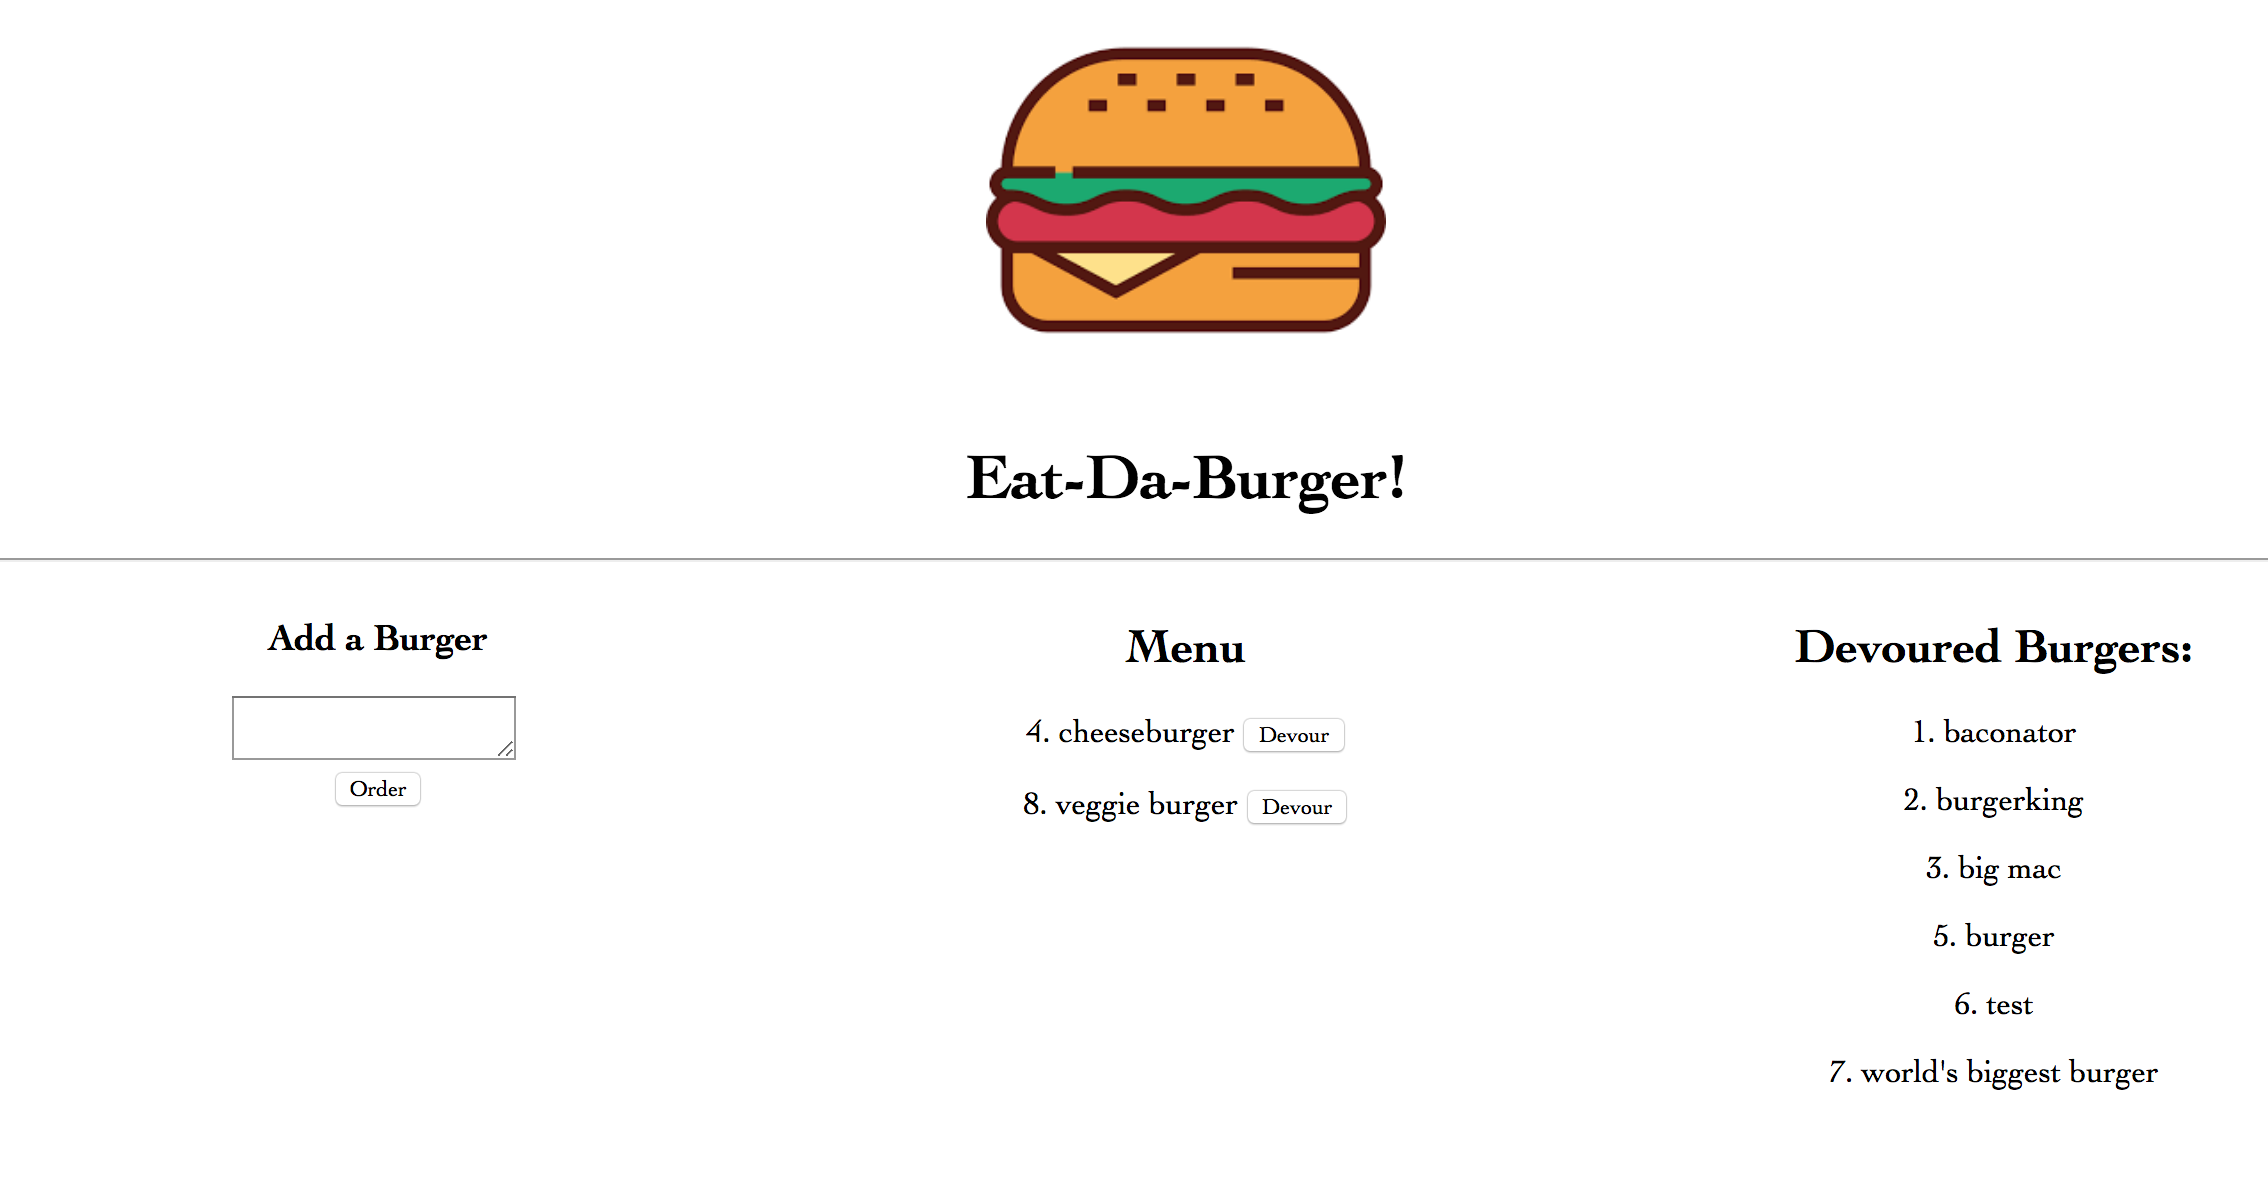 Eat-Da-Burger!
Add a Burger
Order
Menu
4. cheeseburger Devour
8. veggie burger Devour
Devoured Burgers:
1. baconator
2. burgerking
3. big mac
5. burger
6. test
7. world's biggest burger